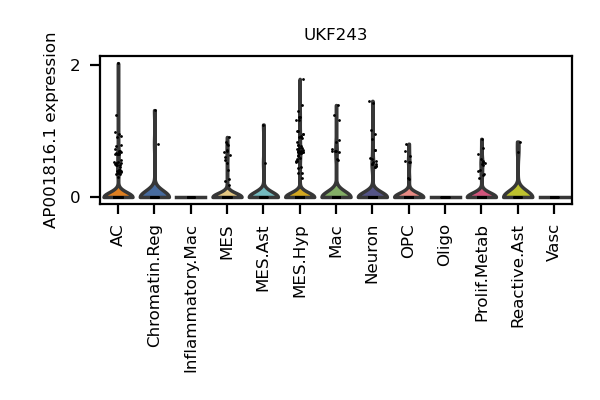 UKF243
AP001816.1 expression
2
0
AC
Chromatin.Reg
Inflammatory.Mac
MES
MES.Ast
MES.Hyp
Mac
Neuron
OPC
Oligo
Prolif.Metab
Reactive.Ast
Vasc